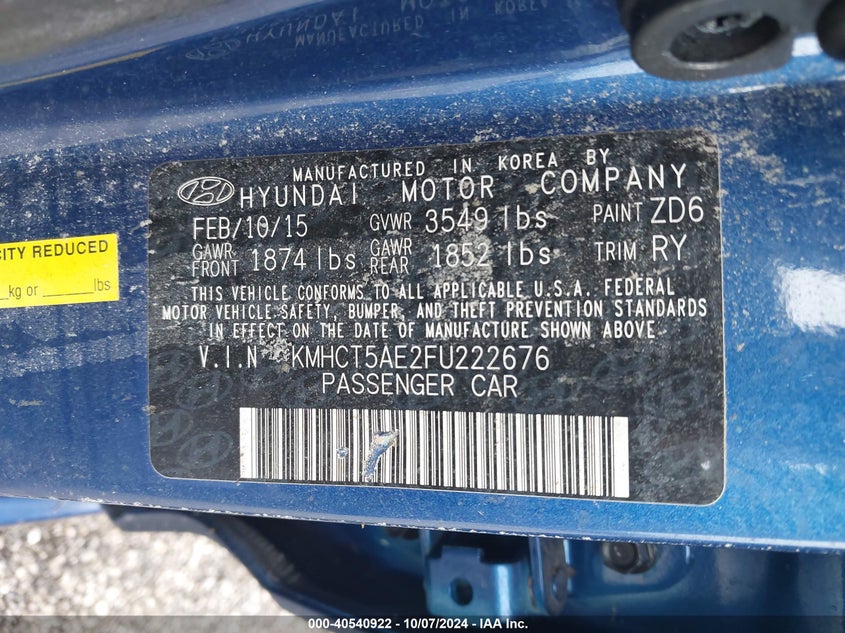 MANUFACTURED IN KOREA BY
HYUNDAI MOTOR COMPANY
FEB/10/15 GVWR 3549 lbs PAINT ZD6
GAWR FRONT 1874 lbs GAWR REAR 1852 lbs TRIM RY
THIS VEHICLE CONFORMS TO ALL APPLICABLE U.S.A. FEDERAL
MOTOR VEHICLE SAFETY, BUMPER, AND THEFT PREVENTION STANDARDS
IN EFFECT ON THE DATE OF MANUFACTURE SHOWN ABOVE.
V.I.N KMHCT5AE2FU222676
PASSENGER CAR
CITY REDUCED
kg or ______lbs
000-40540922 - 10/07/2024 - IAA Inc.